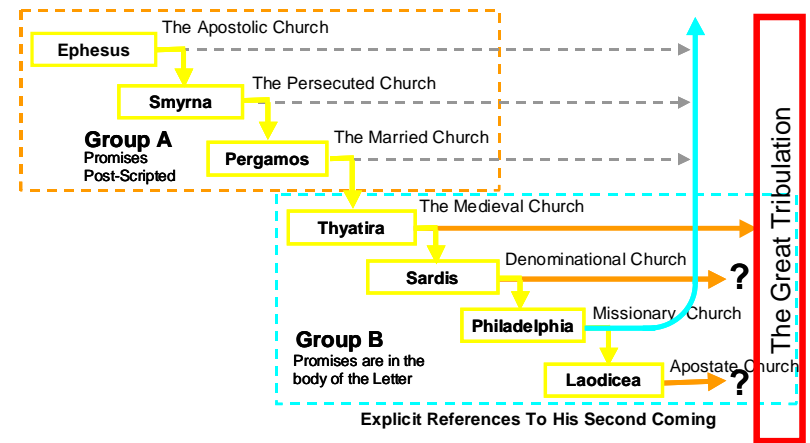 The Apostolic Church
Ephesus
The Persecuted Church
Smyrna
Group A
Promises
Post-Scripted
The Married Church
Pergamos
The Medieval Church
Thyatira
Denominational Church
Sardis
?
Missionary Church
Philadelphia
Group B
Promises are in the
body of the Letter
Apostate Church
Laodicea
?
Explicit References To His Second Coming
The Great Tribulation